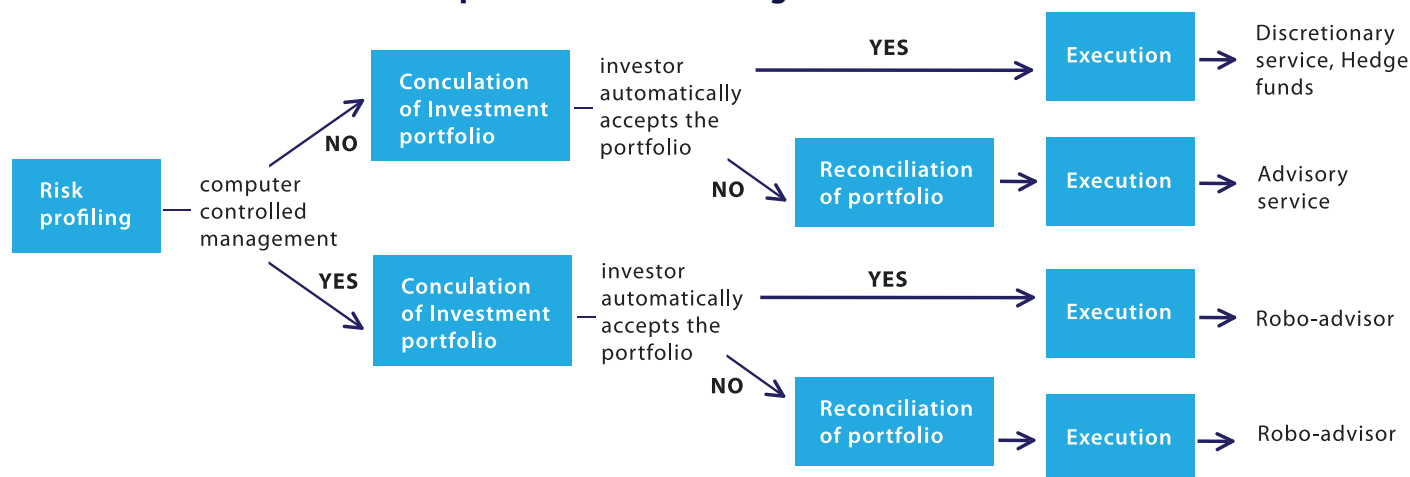 YES
Execution
Discretionary
service, Hedge
funds
Conculation
of Investment
portfolio
investor
automatically
accepts the
portfolio
NO
NO
Reconciliation
of portfolio
Execution
Advisory
service
Risk
profiling
computer
controlled
management
YES
Conculation
of Investment
portfolio
investor
automatically
accepts the
portfolio
YES
Execution
Robo-advisor
NO
Reconciliation
of portfolio
Execution
Robo-advisor